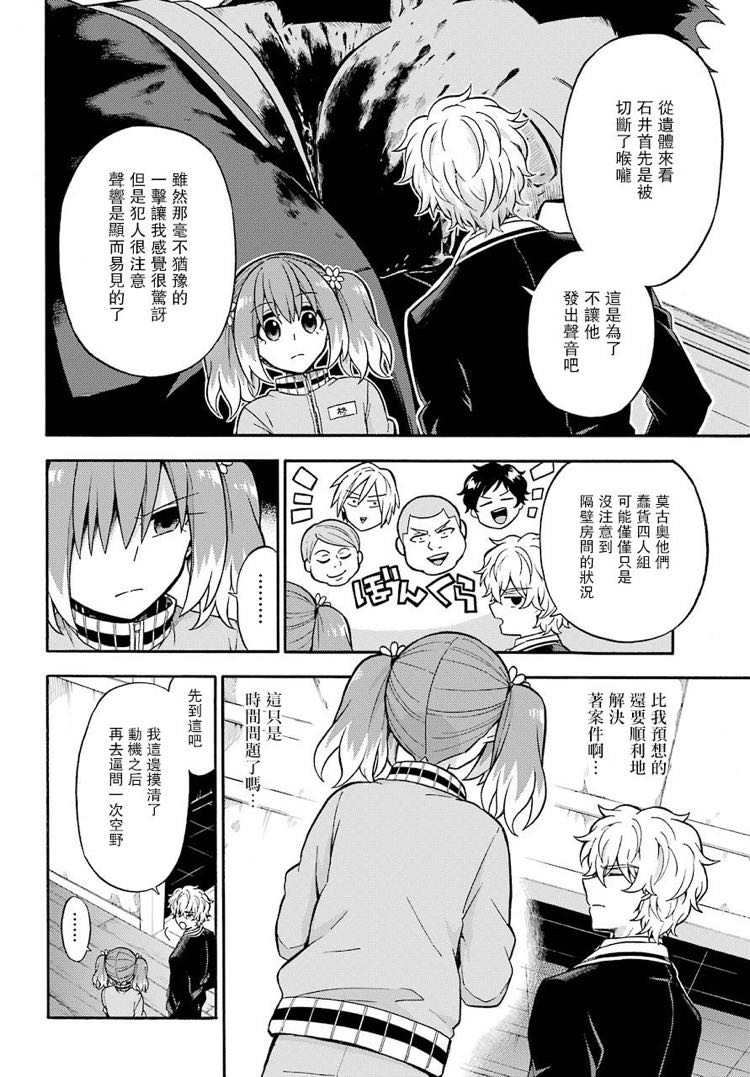 從遺體來看
石井首先是被
切斷了喉嚨
這是為了
不讓他
發出聲音吧
雖然那毫不猶豫的
一擊讓我感覺很驚訝
但是犯人很注意
聲響是顯而易見的了
柊
莫古奧他們
蠢貨四人組
可能僅僅只是
沒注意到
隔壁房間的狀況
ぼんくら
………
比我預想的
還要順利地
解決
著案件啊…
這只是
時間問題了嗎…
先到這吧
我這邊摸清了
動機之後
再去逼問一次空野
………